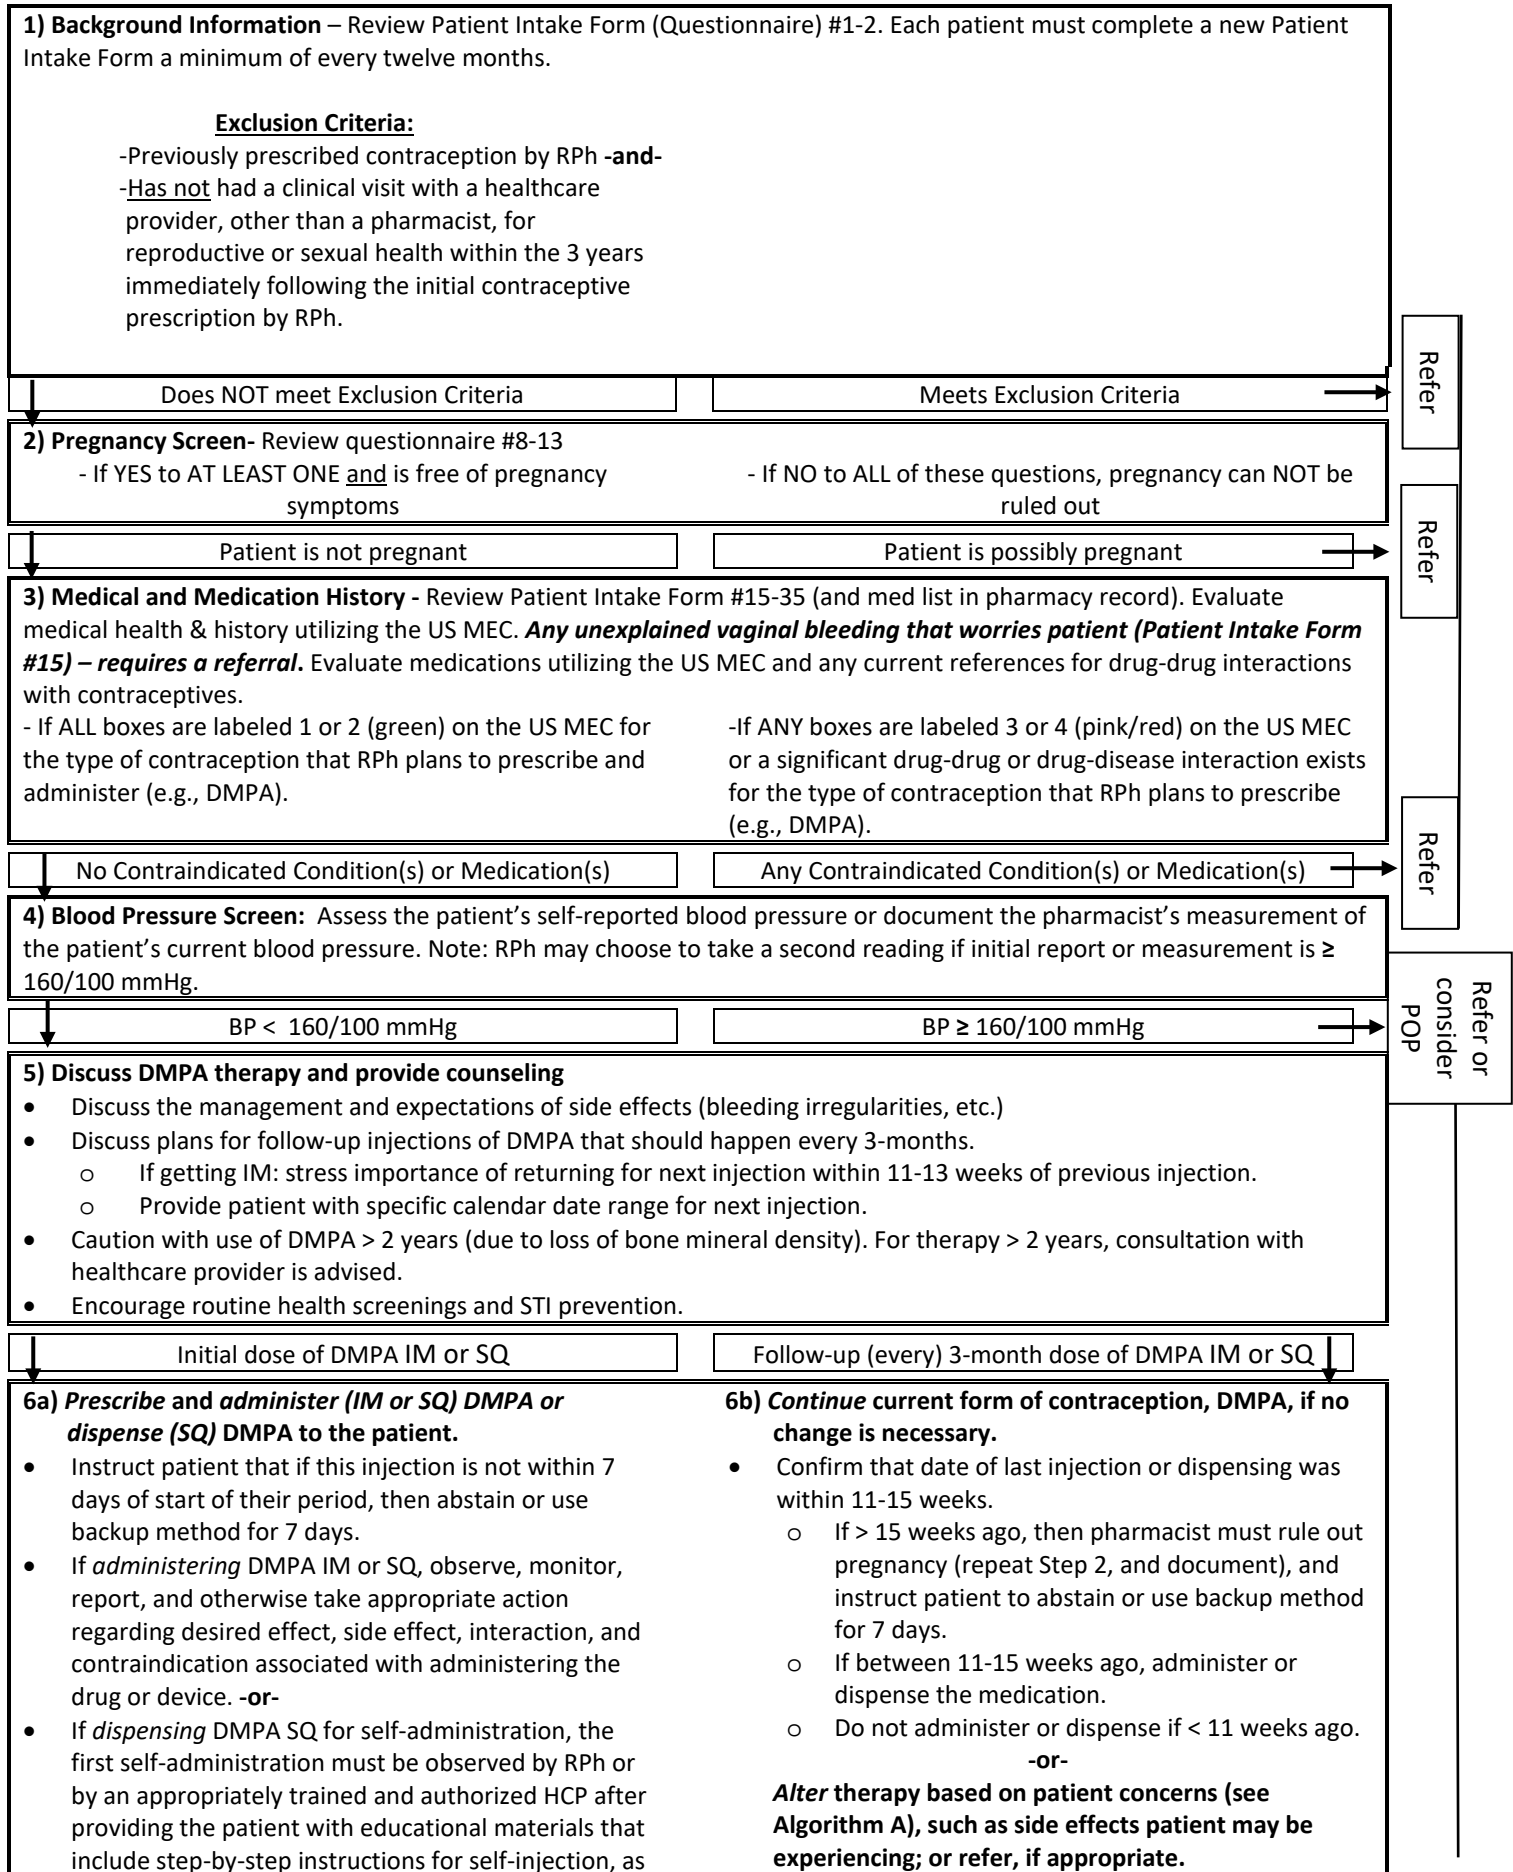 1) Background Information – Review Patient Intake Form (Questionnaire) #1-2. Each patient must complete a new Patient
Intake Form a minimum of every twelve months.
Exclusion Criteria:
-Previously prescribed contraception by RPh -and-
-Has not had a clinical visit with a healthcare
provider, other than a pharmacist, for
reproductive or sexual health within the 3 years
immediately following the initial contraceptive
prescription by RPh.
Does NOT meet Exclusion Criteria
Meets Exclusion Criteria
Refer
2) Pregnancy Screen- Review questionnaire #8-13
- If YES to AT LEAST ONE and is free of pregnancy
symptoms
- If NO to ALL of these questions, pregnancy can NOT be
ruled out
Patient is not pregnant
Patient is possibly pregnant
Refer
3) Medical and Medication History - Review Patient Intake Form #15-35 (and med list in pharmacy record). Evaluate
medical health & history utilizing the US MEC. Any unexplained vaginal bleeding that worries patient (Patient Intake Form
#15) – requires a referral. Evaluate medications utilizing the US MEC and any current references for drug-drug interactions
with contraceptives.
- If ALL boxes are labeled 1 or 2 (green) on the US MEC for
the type of contraception that RPh plans to prescribe and
administer (e.g., DMPA).
-If ANY boxes are labeled 3 or 4 (pink/red) on the US MEC
or a significant drug-drug or drug-disease interaction exists
for the type of contraception that RPh plans to prescribe
(e.g., DMPA).
No Contraindicated Condition(s) or Medication(s)
Any Contraindicated Condition(s) or Medication(s)
Refer
4) Blood Pressure Screen: Assess the patient's self-reported blood pressure or document the pharmacist's measurement of
the patient's current blood pressure. Note: RPh may choose to take a second reading if initial report or measurement is ≥
160/100 mmHg.
BP < 160/100 mmHg
BP ≥ 160/100 mmHg
Refer or
consider
POP
5) Discuss DMPA therapy and provide counseling
• Discuss the management and expectations of side effects (bleeding irregularities, etc.)
• Discuss plans for follow-up injections of DMPA that should happen every 3-months.
o If getting IM: stress importance of returning for next injection within 11-13 weeks of previous injection.
o Provide patient with specific calendar date range for next injection.
• Caution with use of DMPA > 2 years (due to loss of bone mineral density). For therapy > 2 years, consultation with
healthcare provider is advised.
• Encourage routine health screenings and STI prevention.
Initial dose of DMPA IM or SQ
Follow-up (every) 3-month dose of DMPA IM or SQ
6a) Prescribe and administer (IM or SQ) DMPA or
dispense (SQ) DMPA to the patient.
• Instruct patient that if this injection is not within 7
days of start of their period, then abstain or use
backup method for 7 days.
• If administering DMPA IM or SQ, observe, monitor,
report, and otherwise take appropriate action
regarding desired effect, side effect, interaction, and
contraindication associated with administering the
drug or device. -or-
• If dispensing DMPA SQ for self-administration, the
first self-administration must be observed by RPh or
by an appropriately trained and authorized HCP after
providing the patient with educational materials that
include step-by-step instructions for self-injection, as
6b) Continue current form of contraception, DMPA, if no
change is necessary.
• Confirm that date of last injection or dispensing was
within 11-15 weeks.
o If > 15 weeks ago, then pharmacist must rule out
pregnancy (repeat Step 2, and document), and
instruct patient to abstain or use backup method
for 7 days.
o If between 11-15 weeks ago, administer or
dispense the medication.
o Do not administer or dispense if < 11 weeks ago.
-or-
Alter therapy based on patient concerns (see
Algorithm A), such as side effects patient may be
experiencing; or refer, if appropriate.